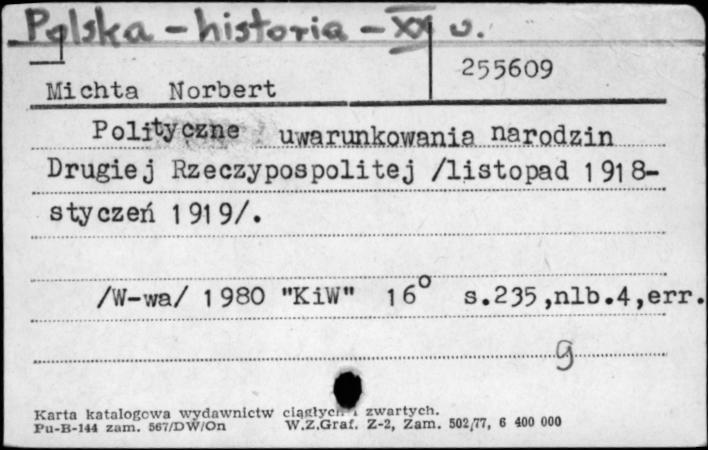 Polska - historia - XX w.
255609
Michta Norbert
Polityczne uwarunkowania narodzin
Drugiej Rzeczypospolitej /listopad 1918-
styczeń 1919/.
/W-wa/ 1980 "KiW" 16° s.235,nlb.4,err.
g
Karta katalogowa wydawnictw ciągłych i zwartych.
Pu-B-144 zam. 567/DW/On W.Z.Graf. Z-2, Zam. 502/77, 6 400 000